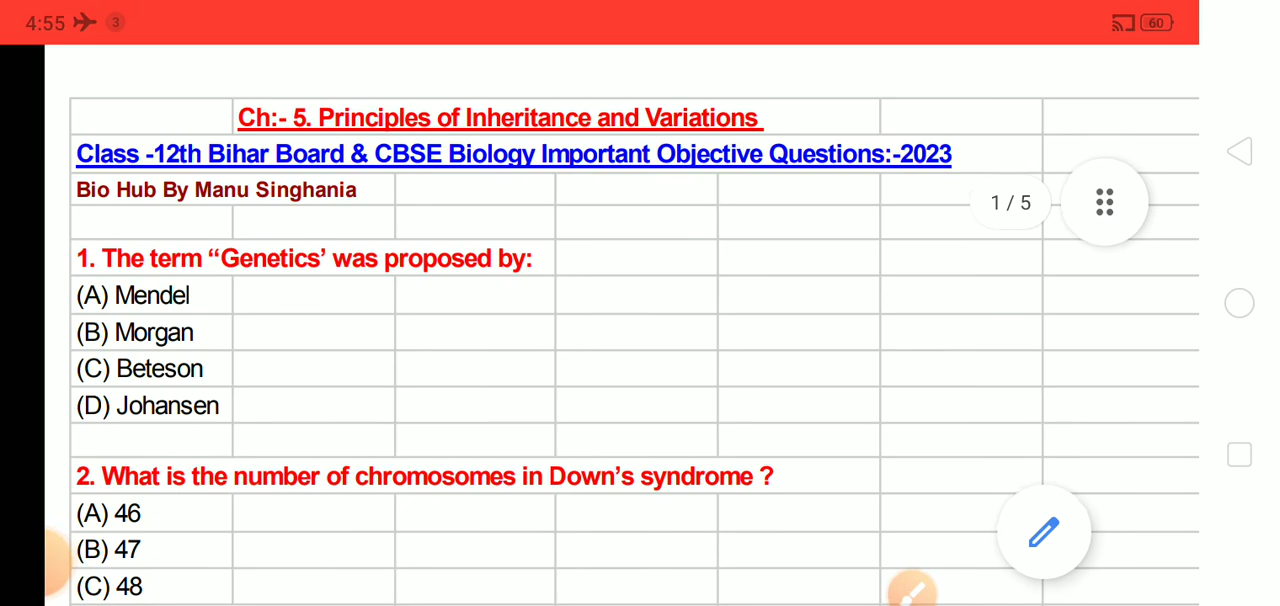 4:55 3 60
Ch:- 5. Principles of Inheritance and Variations
Class -12th Bihar Board & CBSE Biology Important Objective Questions:-2023
Bio Hub By Manu Singhania
1 / 5
1. The term “Genetics’ was proposed by:
(A) Mendel
(B) Morgan
(C) Beteson
(D) Johansen
2. What is the number of chromosomes in Down’s syndrome ?
(A) 46
(B) 47
(C) 48